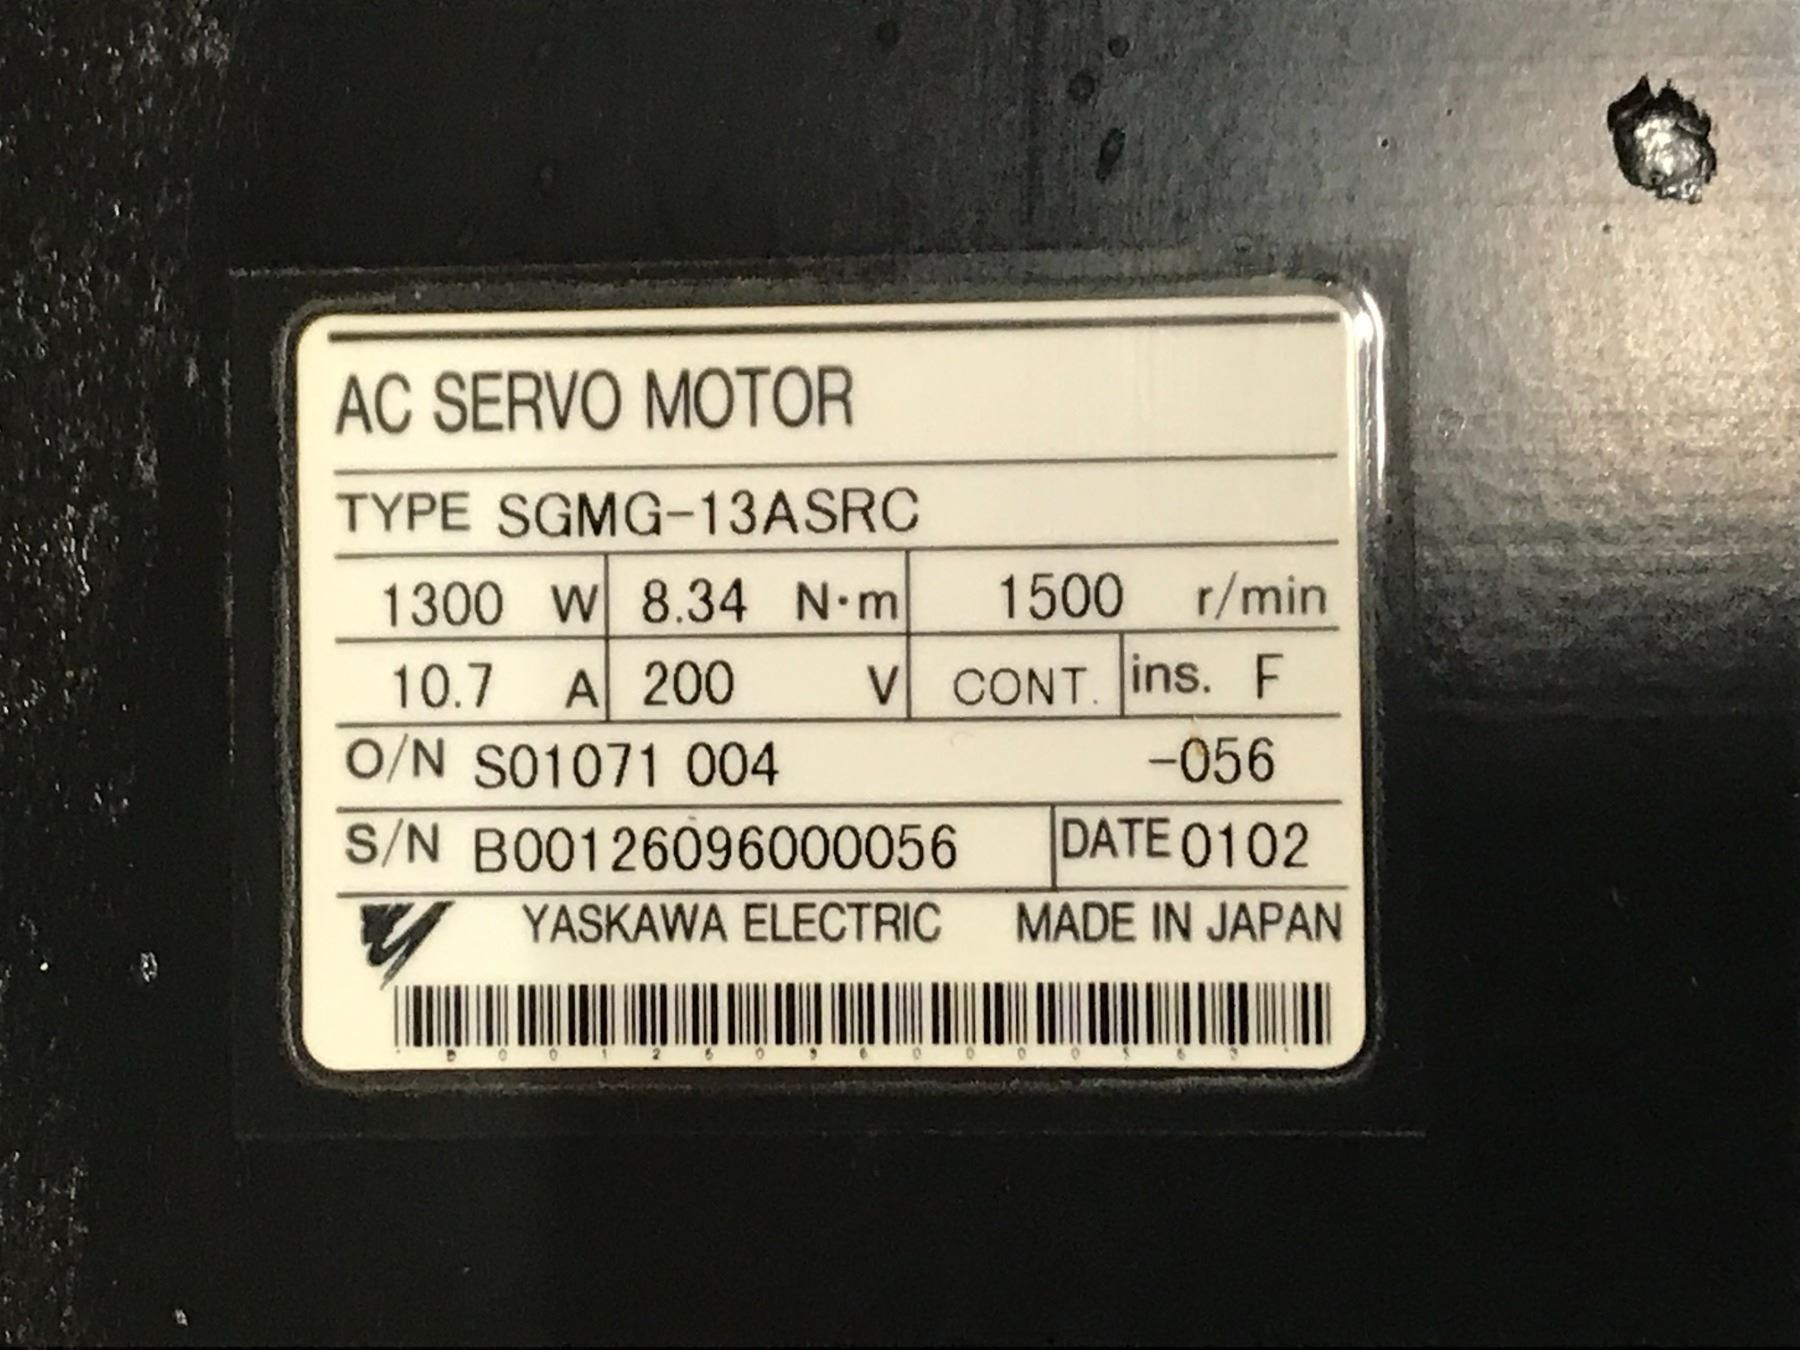 AC SERVO MOTOR
TYPE SGMG-13ASRC
1300 W 8.34 N·m 1500 r/min
10.7 A 200 V CONT. ins. F
O/N S01071 004 -056
S/N B00126096000056 DATE 0102
YASKAWA ELECTRIC MADE IN JAPAN